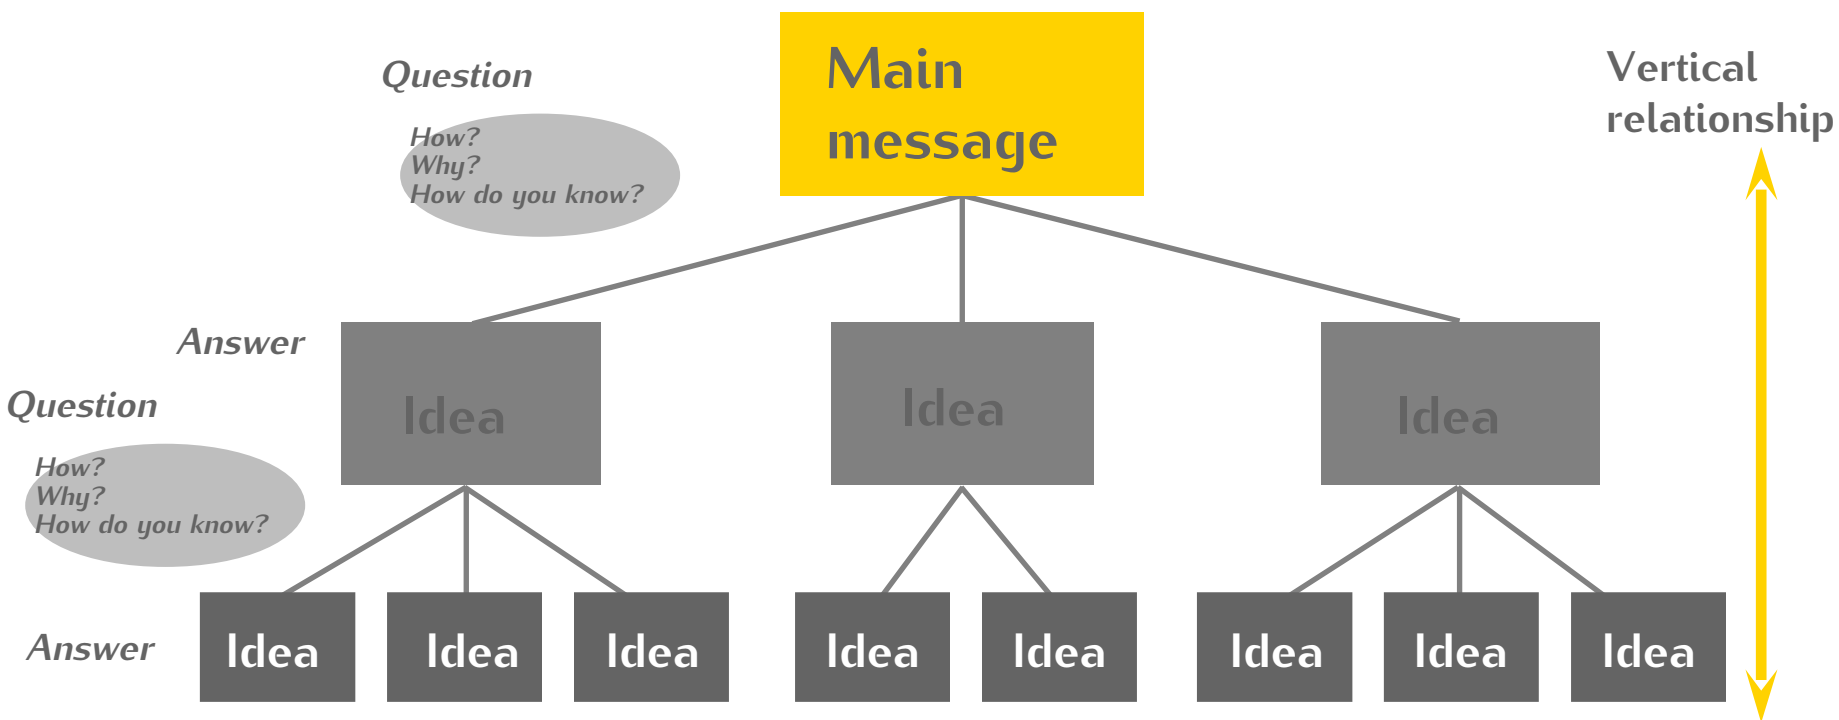 Main
message
Vertical
relationship
Question
How?
Why?
How do you know?
Answer
Idea
Idea
Idea
Question
How?
Why?
How do you know?
Answer
Idea
Idea
Idea
Idea
Idea
Idea
Idea
Idea